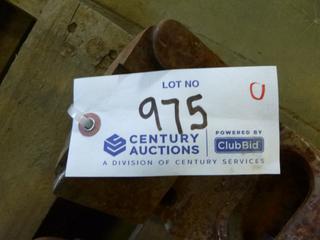 LOT NO
975
U
CENTURY
AUCTIONS
POWERED BY
ClubBid
A DIVISION OF CENTURY SERVICES